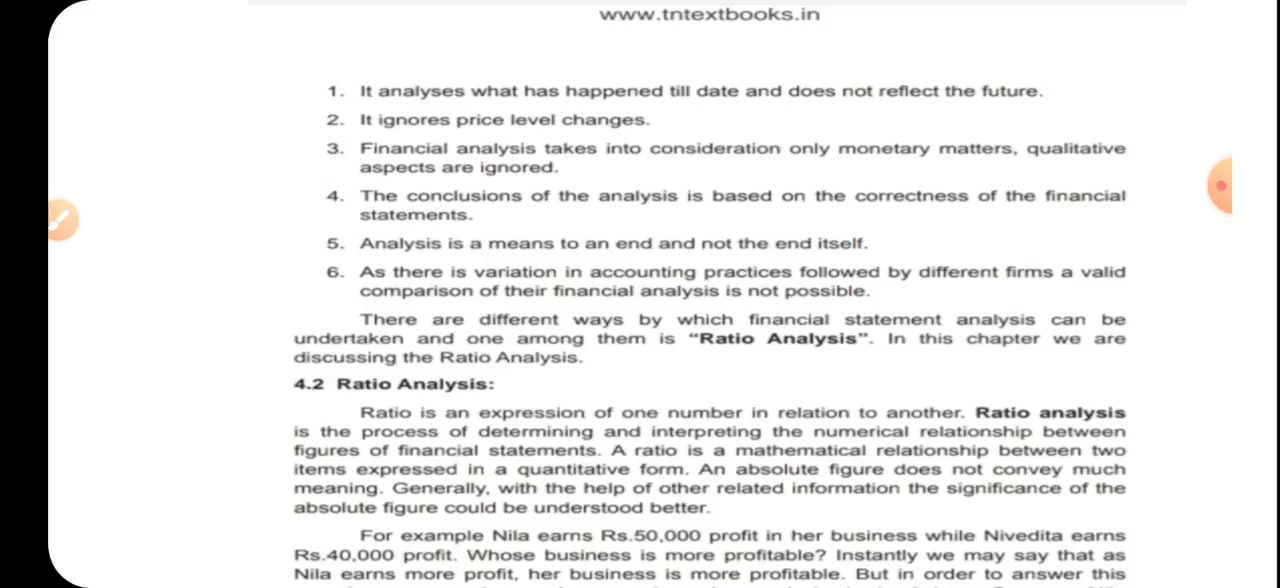 www.tntextbooks.in
1. It analyses what has happened till date and does not reflect the future.
2. It ignores price level changes.
3. Financial analysis takes into consideration only monetary matters, qualitative
aspects are ignored.
4. The conclusions of the analysis is based on the correctness of the financial
statements.
5. Analysis is a means to an end and not the end itself.
6. As there is variation in accounting practices followed by different firms a valid
comparison of their financial analysis is not possible.
There are different ways by which financial statement analysis can be
undertaken and one among them is “Ratio Analysis”. In this chapter we are
discussing the Ratio Analysis.
4.2 Ratio Analysis:
Ratio is an expression of one number in relation to another. Ratio analysis
is the process of determining and interpreting the numerical relationship between
figures of financial statements. A ratio is a mathematical relationship between two
items expressed in a quantitative form. An absolute figure does not convey much
meaning. Generally, with the help of other related information the significance of the
absolute figure could be understood better.
For example Nila earns Rs.50,000 profit in her business while Nivedita earns
Rs.40,000 profit. Whose business is more profitable? Instantly we may say that as
Nila earns more profit, her business is more profitable. But in order to answer this